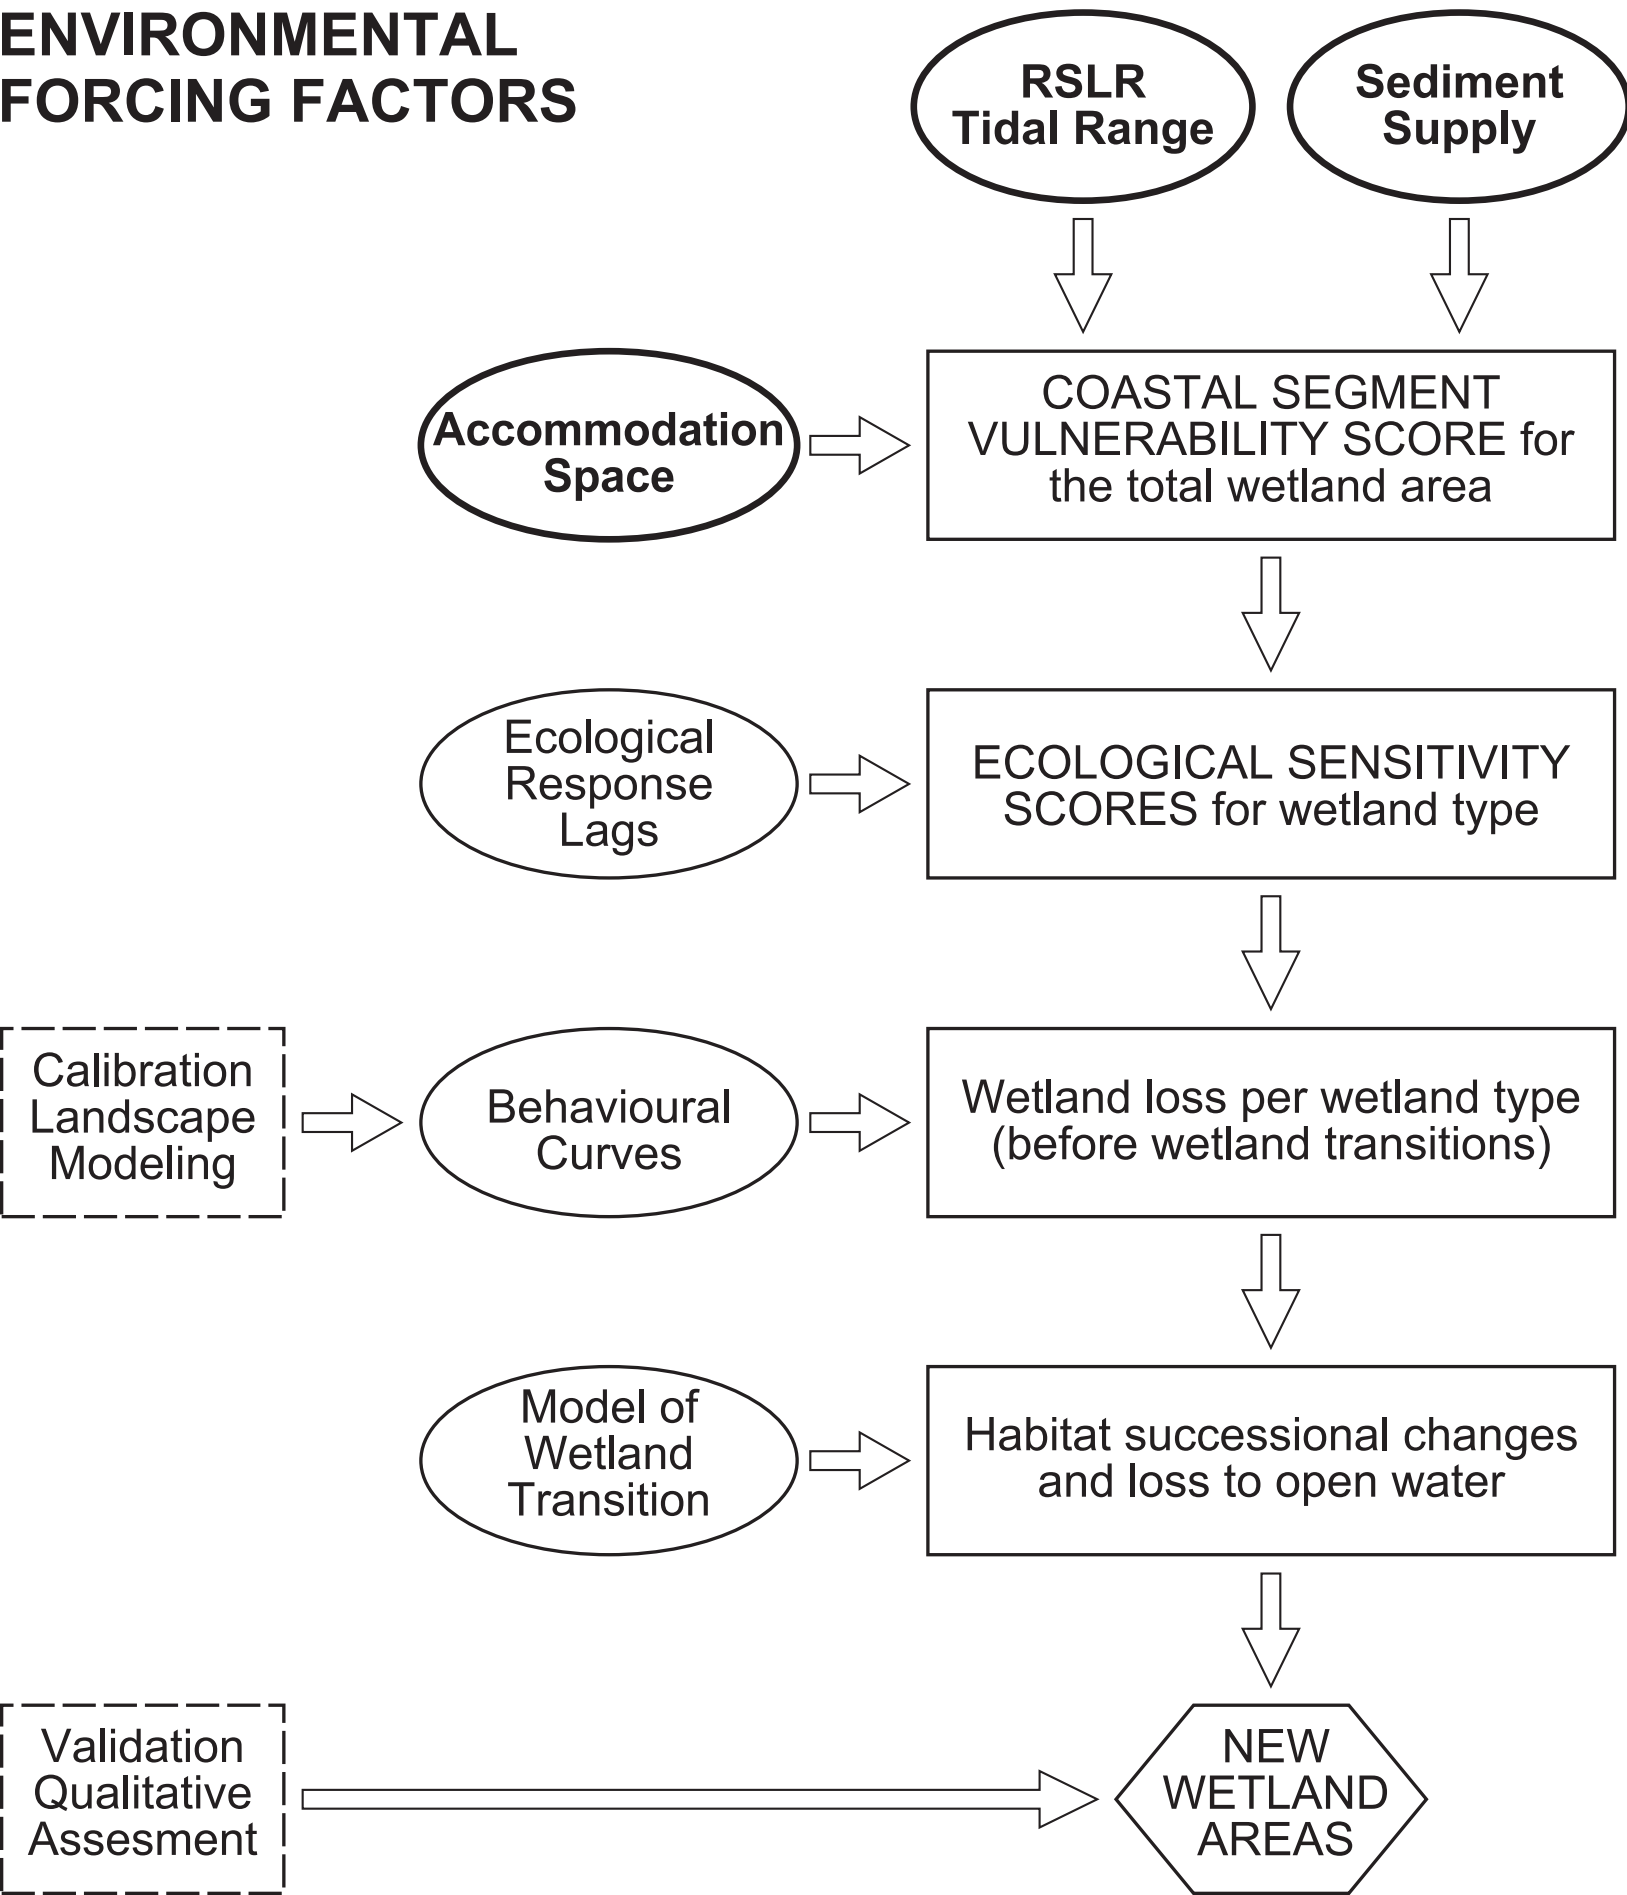 ENVIRONMENTAL
FORCING FACTORS
RSLR
Tidal Range
Sediment
Supply
Accommodation
Space
COASTAL SEGMENT
VULNERABILITY SCORE for
the total wetland area
Ecological
Response
Lags
ECOLOGICAL SENSITIVITY
SCORES for wetland type
Calibration
Landscape
Modeling
Behavioural
Curves
Wetland loss per wetland type
(before wetland transitions)
Model of
Wetland
Transition
Habitat successional changes
and loss to open water
Validation
Qualitative
Assesment
NEW
WETLAND
AREAS